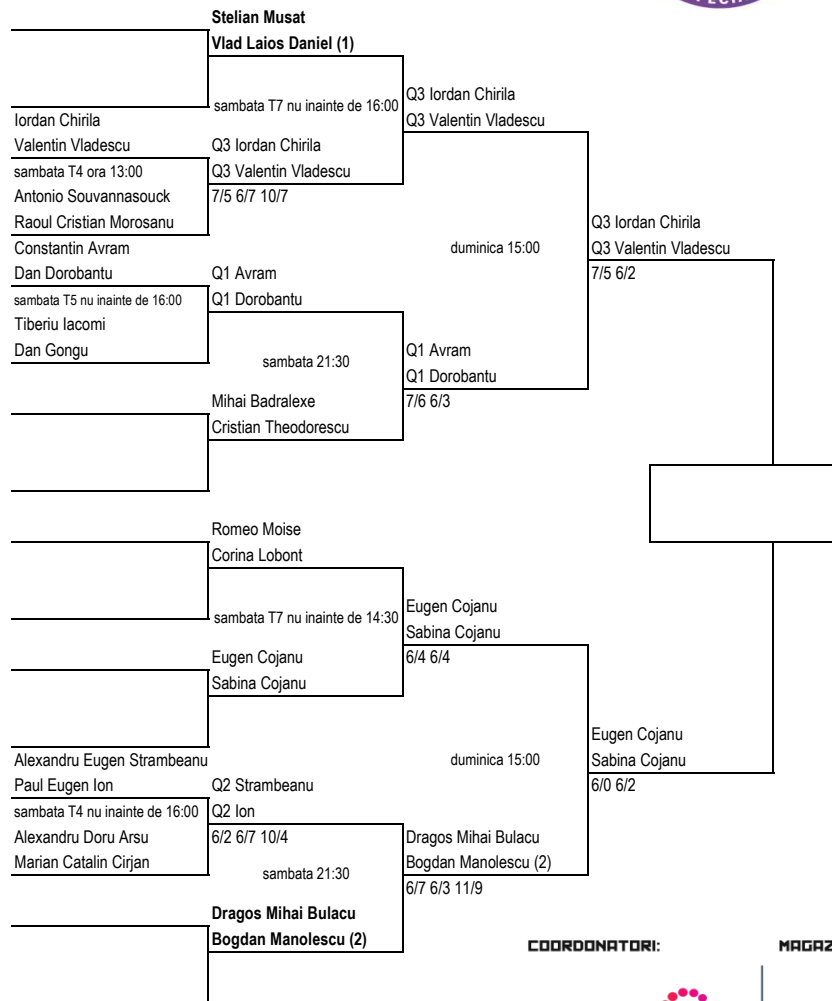 Stelian Musat
Vlad Laios Daniel (1)
sambata T7 nu inainte de 16:00
Q3 Iordan Chirila
Q3 Valentin Vladescu
Iordan Chirila
Valentin Vladescu
sambata T4 ora 13:00
Antonio Souvannasouck
Raoul Cristian Morosanu
Q3 Iordan Chirila
Q3 Valentin Vladescu
7/5 6/7 10/7
duminica 15:00
Q3 Iordan Chirila
Q3 Valentin Vladescu
7/5 6/2
Constantin Avram
Dan Dorobantu
sambata T5 nu inainte de 16:00
Tiberiu Iacomi
Dan Gongu
Q1 Avram
Q1 Dorobantu
sambata 21:30
Q1 Avram
Q1 Dorobantu
7/6 6/3
Mihai Badralexe
Cristian Theodorescu
Romeo Moise
Corina Lobont
sambata T7 nu inainte de 14:30
Eugen Cojanu
Sabina Cojanu
6/4 6/4
Eugen Cojanu
Sabina Cojanu
duminica 15:00
Eugen Cojanu
Sabina Cojanu
6/0 6/2
Alexandru Eugen Strambeanu
Paul Eugen Ion
sambata T4 nu inainte de 16:00
Alexandru Doru Arsu
Marian Catalin Cirjan
Q2 Strambeanu
Q2 Ion
6/2 6/7 10/4
sambata 21:30
Dragos Mihai Bulacu
Bogdan Manolescu (2)
6/7 6/3 11/9
Dragos Mihai Bulacu
Bogdan Manolescu (2)
COORDONATORI:
MAGAZ